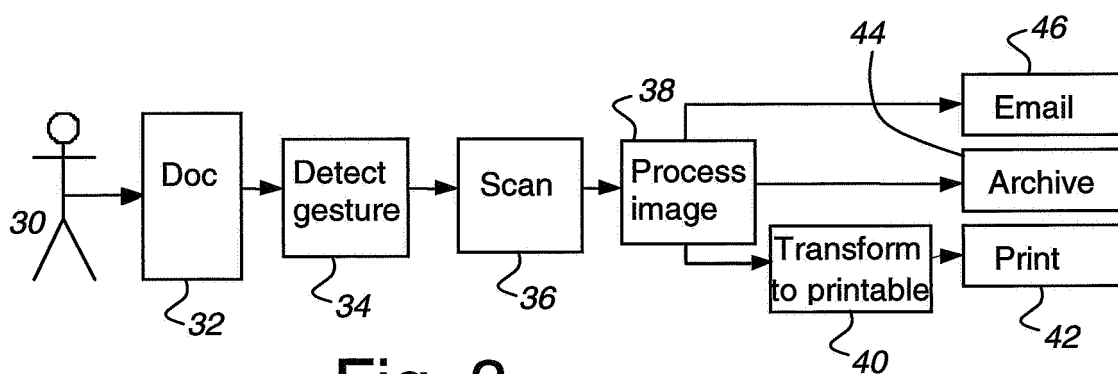 44
46
38
Email
30
Doc
Detect
gesture
Scan
Process
image
Archive
Transform
to printable
Print
32
34
36
40
42